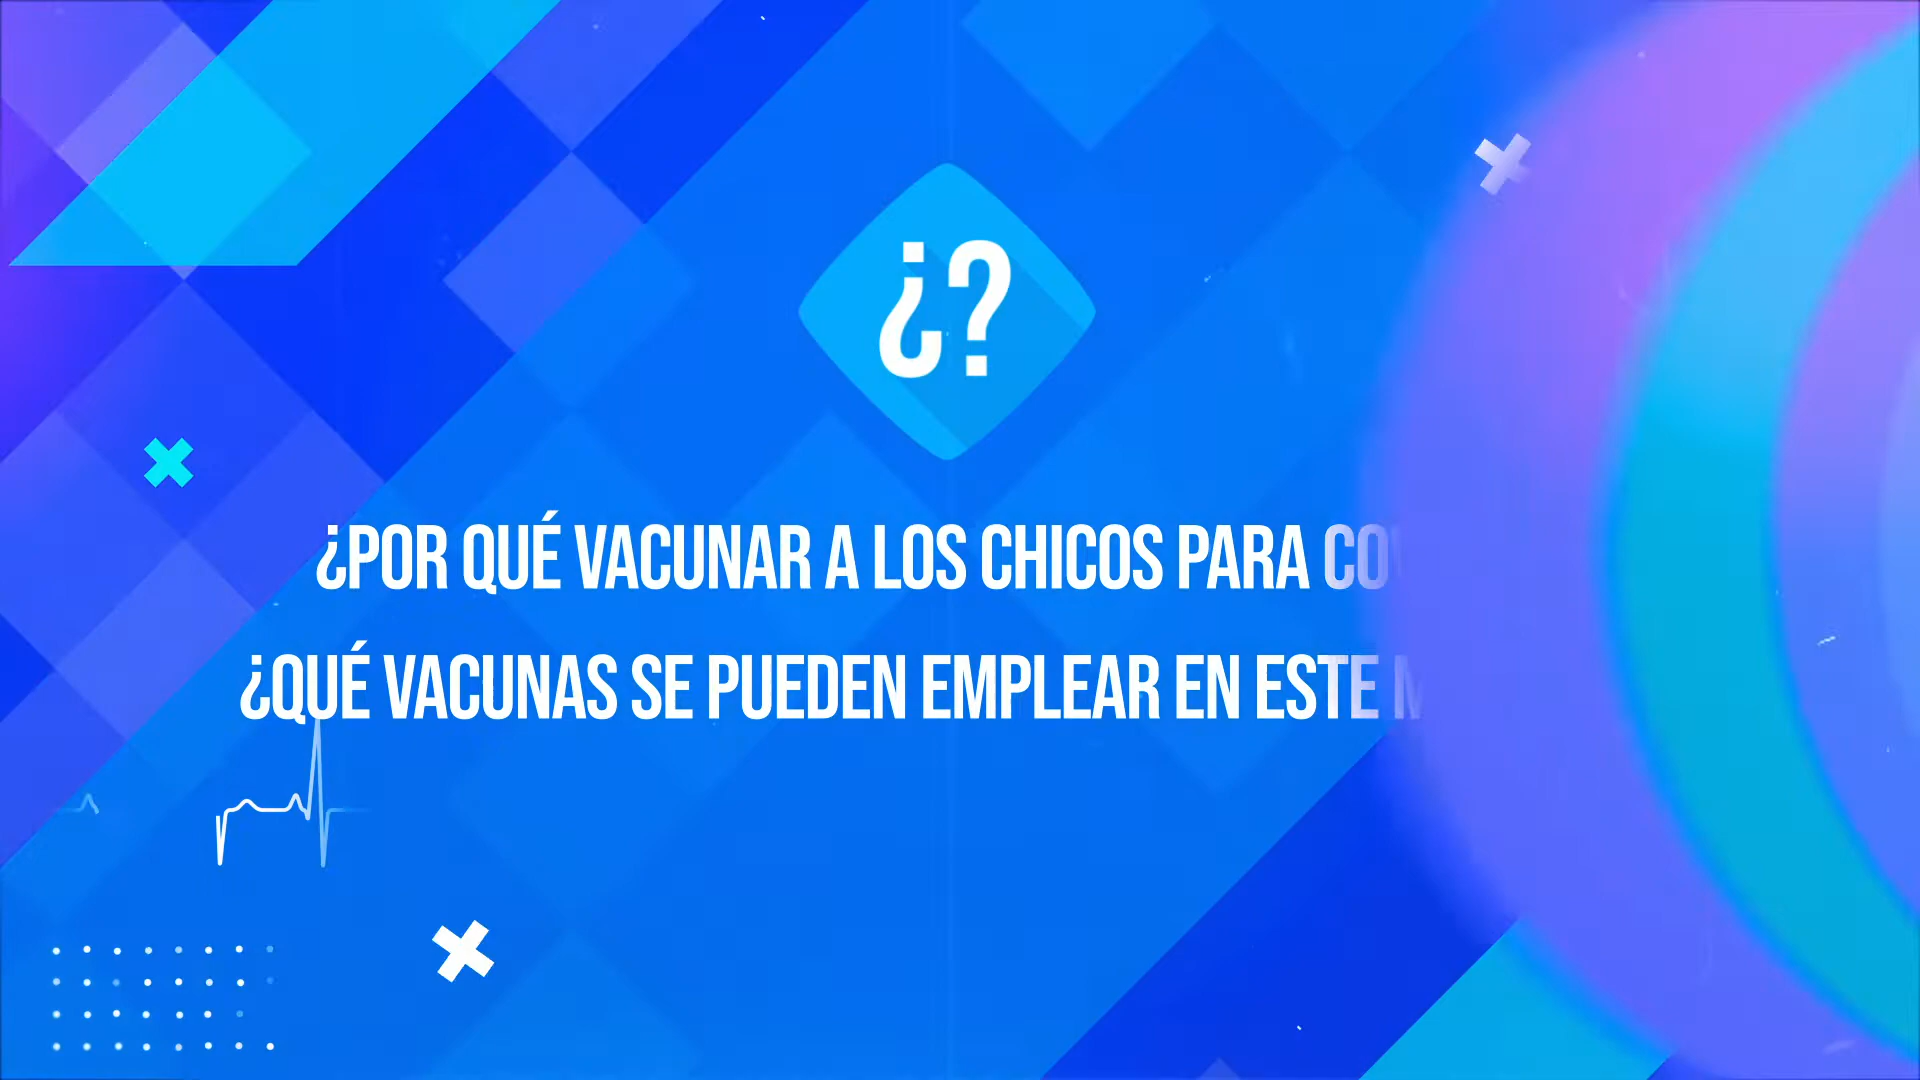 ¿?
¿POR QUÉ VACUNAR A LOS CHICOS PARA
¿QUÉ VACUNAS SE PUEDEN EMPLEAR EN ESTE